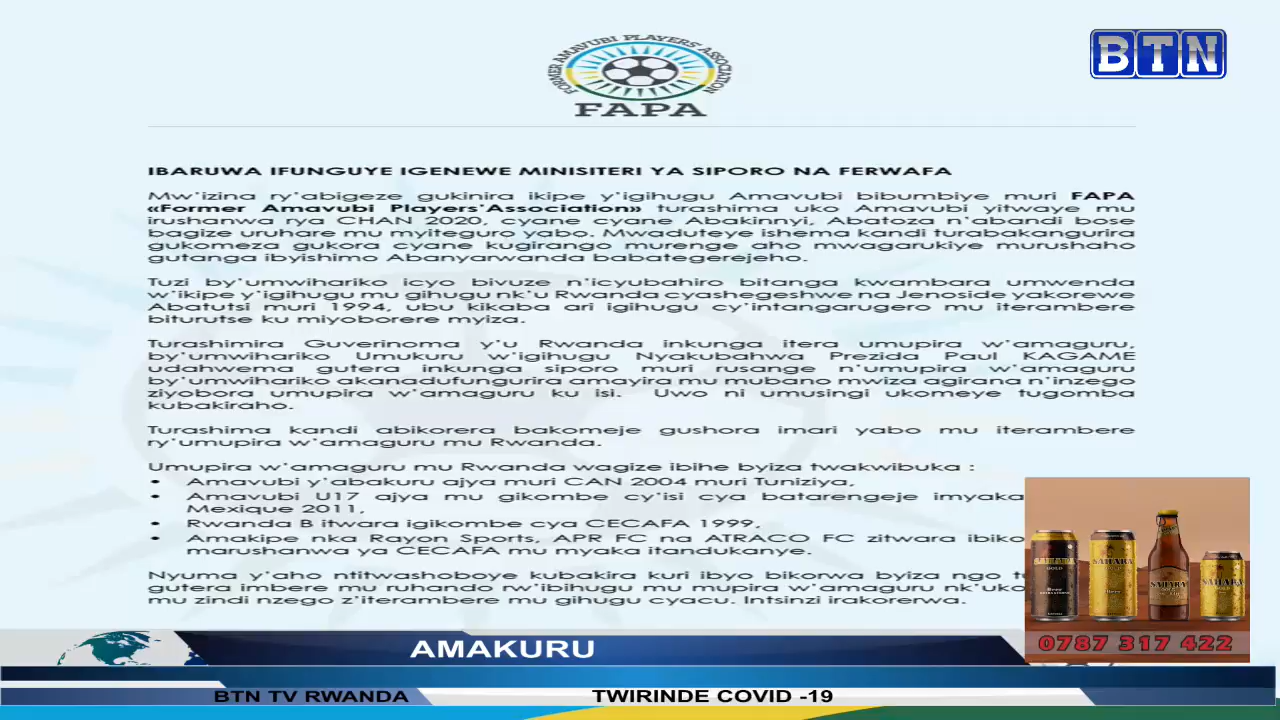 FORMER AMAVUBI PLAYERS' ASSOCIATION
FAPA
BTN
IBARUWA IFUNGUYE IGENEWE MINISITERI YA SIPORO NA FERWAFA
Mw'izina ry'abigeze gukinira ikipe y'igihugu Amavubi bibumbiye muri FAPA
«Former Amavubi Players'Association» turashima uko Amavubi yitwaye mu
irushanwa rya CHAN 2020, cyane cyane Abakinnyi, Abatoza n'abandi bose
bagize uruhare mu myiteguro yabo. Mwaduteye ishema kandi turabakangurira
gukomeza gukora cyane kugirango murenge aho mwagarukiye murushaho
gutanga ibyishimo Abanyarwanda babategerejeho.
Tuzi by'umwihariko icyo bivuze n'icyubahiro bitanga kwambara umwenda
w'ikipe y'igihugu mu gihugu nk'u Rwanda cyashegeshwe na Jenoside yakorewe
Abatutsi muri 1994, ubu kikaba ari igihugu cy'intangarugero mu iterambere
biturutse ku miyoborere myiza.
Turashimira Guverinoma y'u Rwanda inkunga itera umupira w'amaguru,
by'umwihariko Umukuru w'igihugu Nyakubahwa Prezida Paul KAGAME
udahwema gutera inkunga siporo muri rusange n'umupira w'amaguru
by'umwihariko akanadufungurira amayira mu mubano mwiza agirana n'inzego
ziyobora umupira w'amaguru ku isi. Uwo ni umusingi ukomeye tugomba
kubakiraho.
Turashima kandi abikorera bakomeje gushora imari yabo mu iterambere
ry'umupira w'amaguru mu Rwanda.
Umupira w'amaguru mu Rwanda wagize ibihe byiza twakwibuka :
• Amavubi y'abakuru ajya muri CAN 2004 muri Tuniziya,
• Amavubi U17 ajya mu gikombe cy'isi cya batarengeje imyaka
Mexique 2011,
• Rwanda B itwara igikombe cya CECAFA 1999,
• Amakipe nka Rayon Sports, APR FC na ATRACO FC zitwara ibiko
marushanwa ya CECAFA mu myaka itandukanye.
Nyuma y'aho ntitwashoboye kubakira kuri ibyo bikorwa byiza ngo
gutera imbere mu ruhando rw'ibihugu mu mupira w'amaguru nk'uko
mu zindi nzego z'iterambere mu gihugu cyacu. Intsinzi irakorerwa.
SAHARA
SAHARA
0787 317 422
AMAKURU
BTN TV RWANDA
TWIRINDE COVID -19